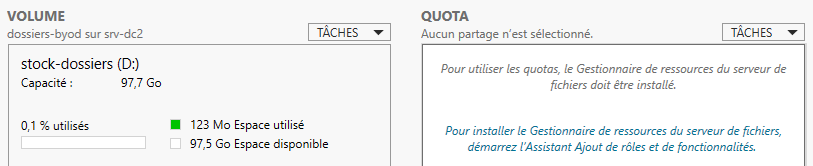 VOLUME
dossiers-byod sur srv-dc2
TÂCHES
stock-dossiers (D:)
Capacité : 97,7 Go
0,1 % utilisés
123 Mo Espace utilisé
97,5 Go Espace disponible
QUOTA
Aucun partage n'est sélectionné.
TÂCHES
Pour utiliser les quotas, le Gestionnaire de ressources du serveur de
fichiers doit être installé.
Pour installer le Gestionnaire de ressources du serveur de fichiers,
démarrez l'Assistant Ajout de rôles et de fonctionnalités.